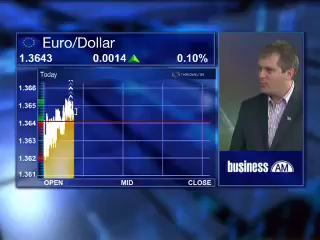 Euro/Dollar
1.3643 0.0014 0.10%
Today
1.366
1.365
1.364
1.363
1.362
1.361
OPEN MID CLOSE
business AM